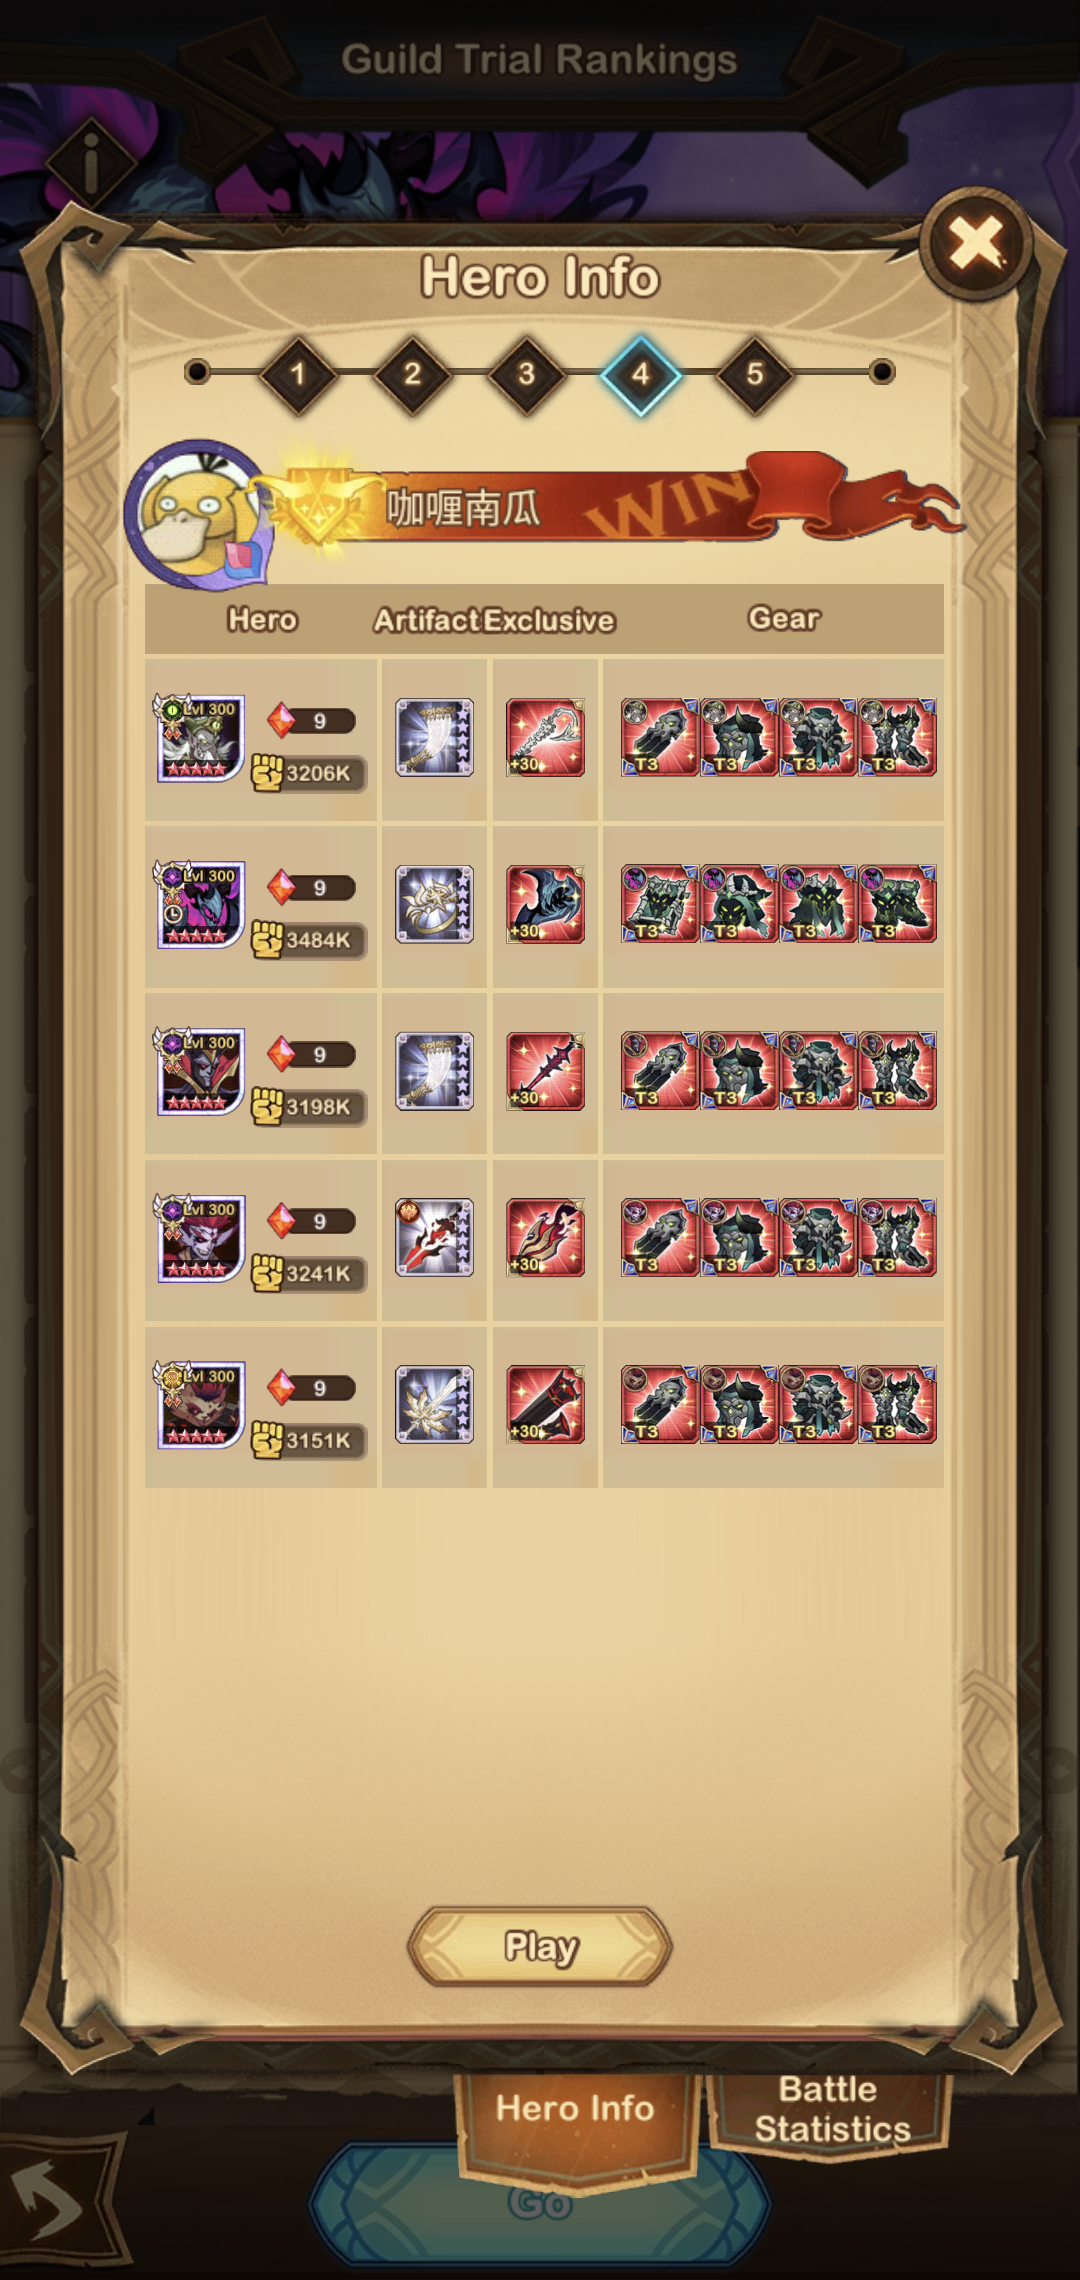 Guild Trial Rankings
Hero Info
1 2 3 4 5
咖喱南瓜 WIN
Hero Artifact Exclusive Gear
Lvl 300 9
3206K
+30 T3 T3 T3 T3
Lvl 300 9
3484K
+30 T3 T3 T3 T3
Lvl 300 9
3198K
+30 T3 T3 T3 T3
Lvl 300 9
3241K
+30 T3 T3 T3 T3
Lvl 300 9
3151K
+30 T3 T3 T3 T3
Play
Hero Info
Battle
Statistics
Go